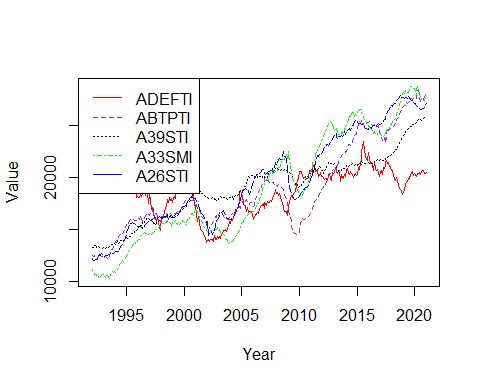 ADEFTI
ABTPTI
A39STI
A33SMI
A26STI
Value
10000
20000
1995
2000
2005
2010
2015
2020
Year